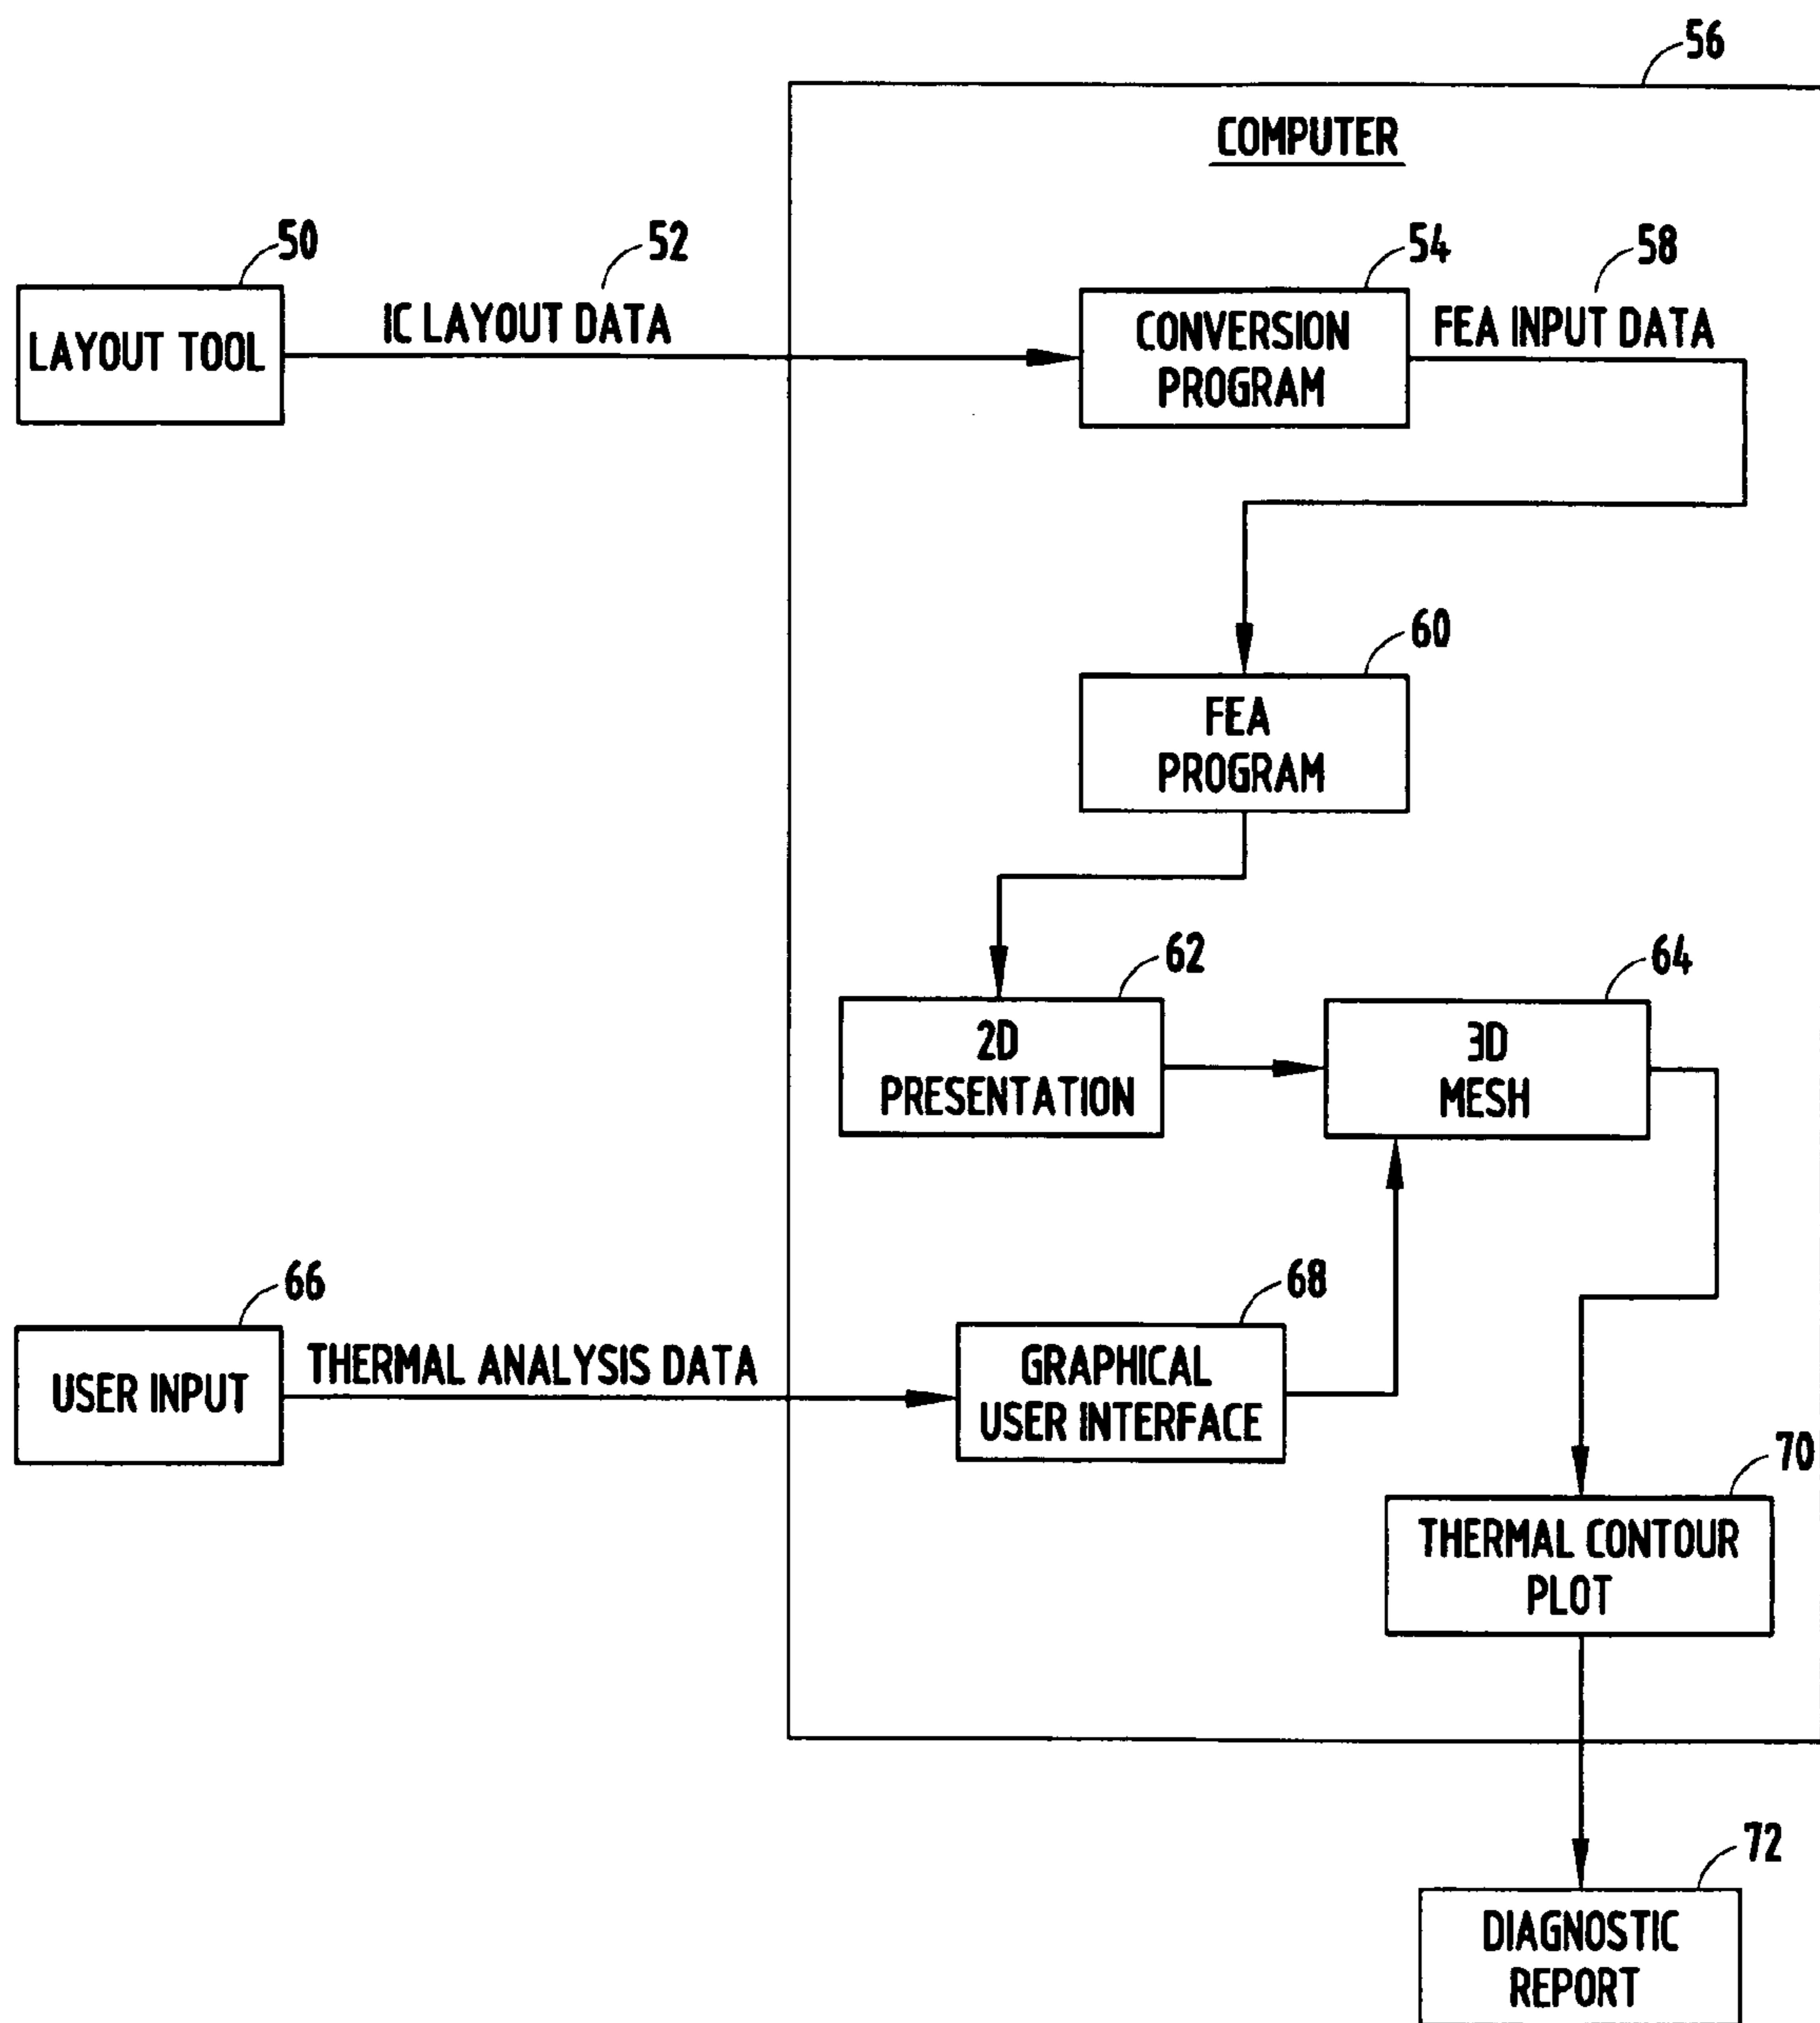 56
COMPUTER
50
52
54
58
LAYOUT TOOL
IC LAYOUT DATA
CONVERSION
PROGRAM
FEA INPUT DATA
60
FEA
PROGRAM
62
64
2D
PRESENTATION
3D
MESH
66
68
USER INPUT
THERMAL ANALYSIS DATA
GRAPHICAL
USER INTERFACE
70
THERMAL CONTOUR
PLOT
72
DIAGNOSTIC
REPORT